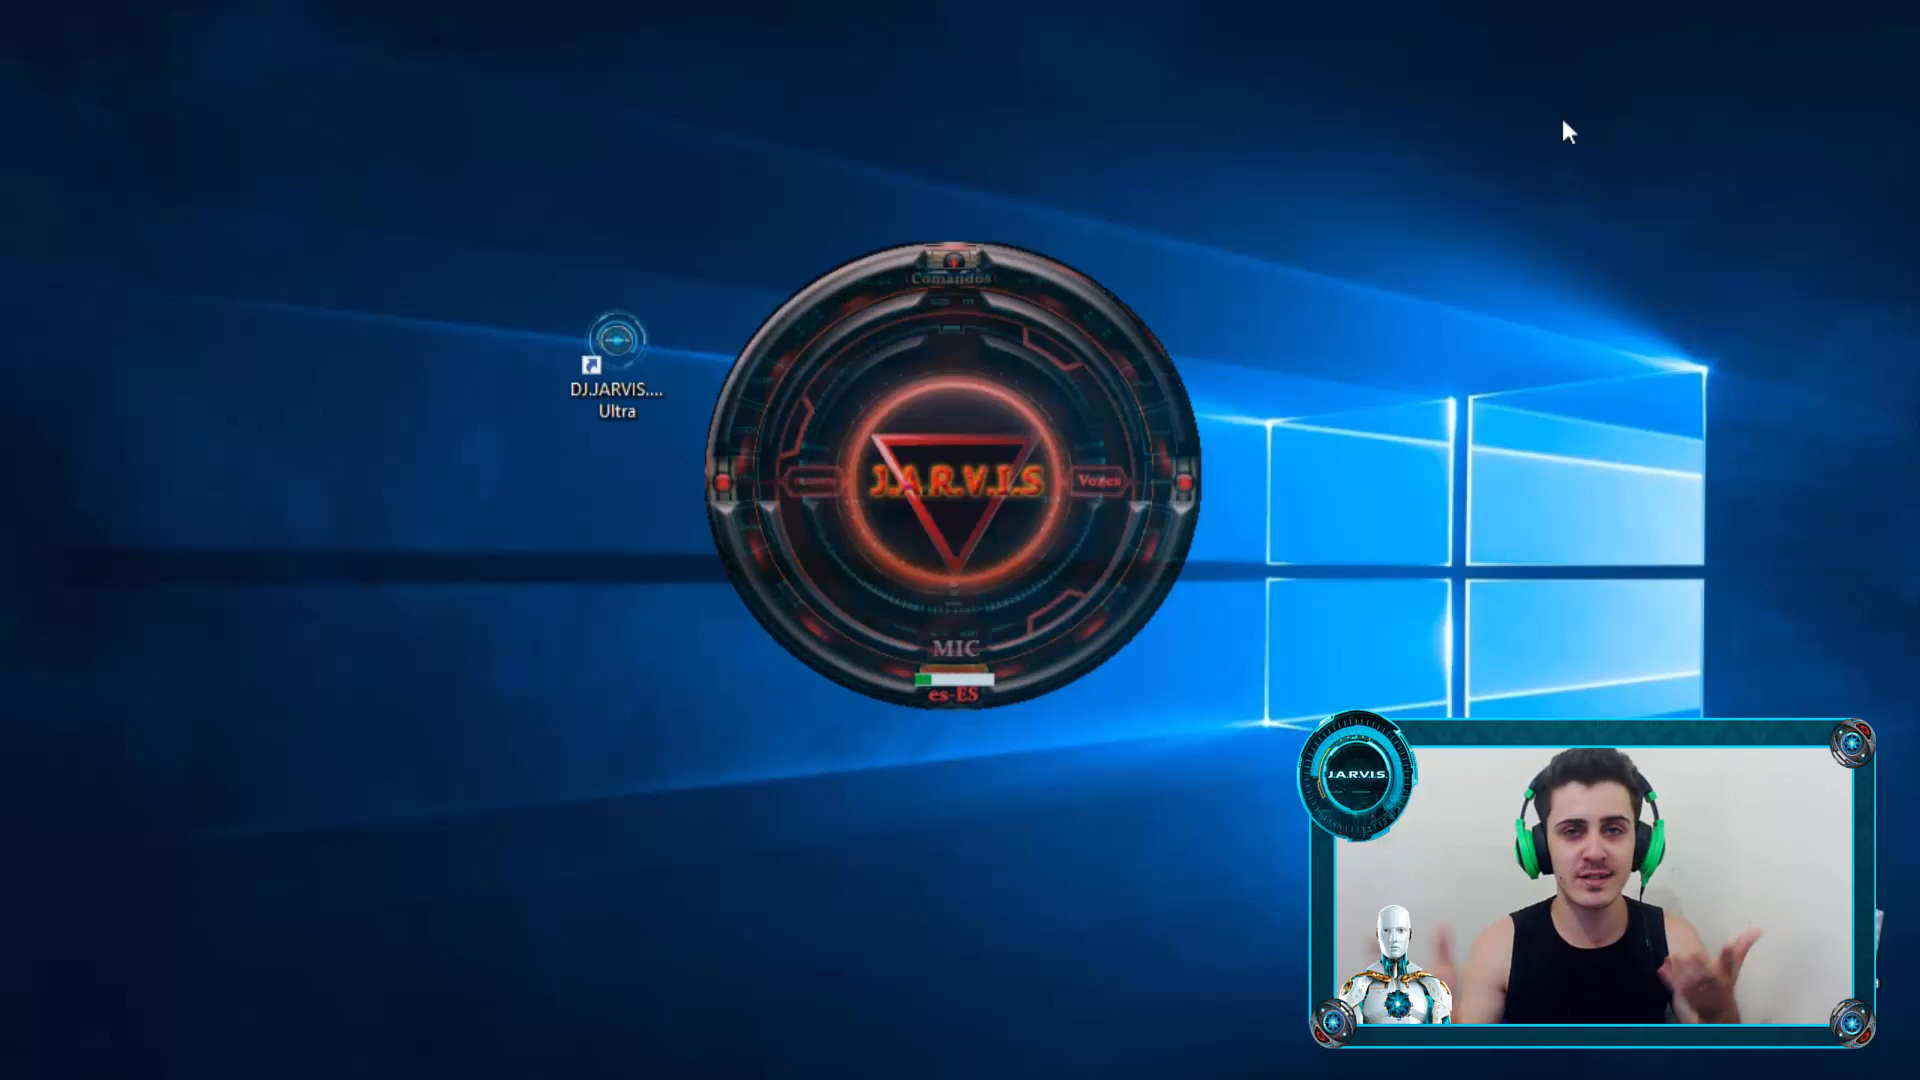 (Comandos)
DJ.JARVIS....
Ultra
J.A.R.V.I.S
Vozes
MIC
es-ES
J.A.R.V.I.S.